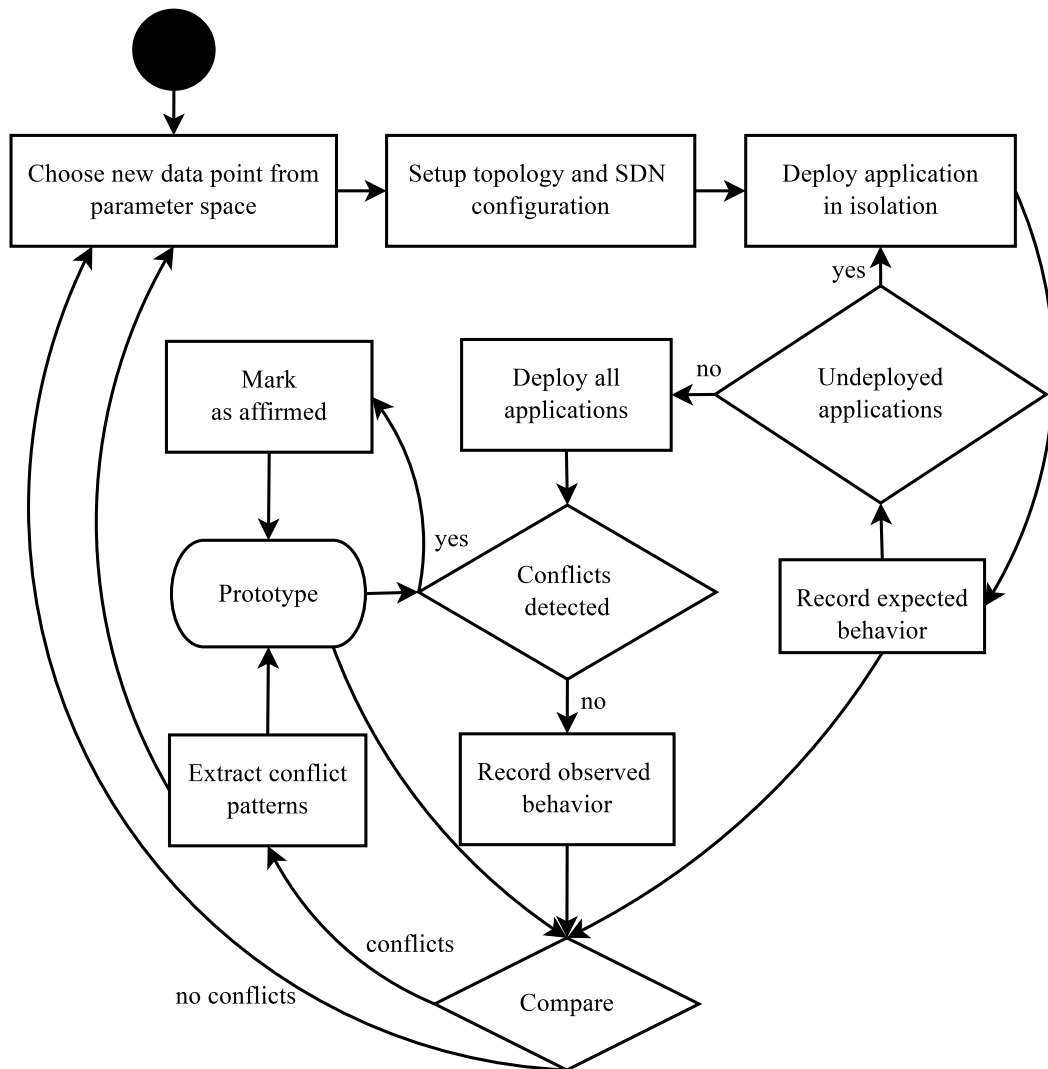 Choose new data point from
parameter space
Setup topology and SDN
configuration
Deploy application
in isolation
yes
Mark
as affirmed
Deploy all
applications
no
Undeployed
applications
yes
Prototype
Conflicts
detected
Record expected
behavior
no
Extract conflict
patterns
Record observed
behavior
conflicts
no conflicts
Compare